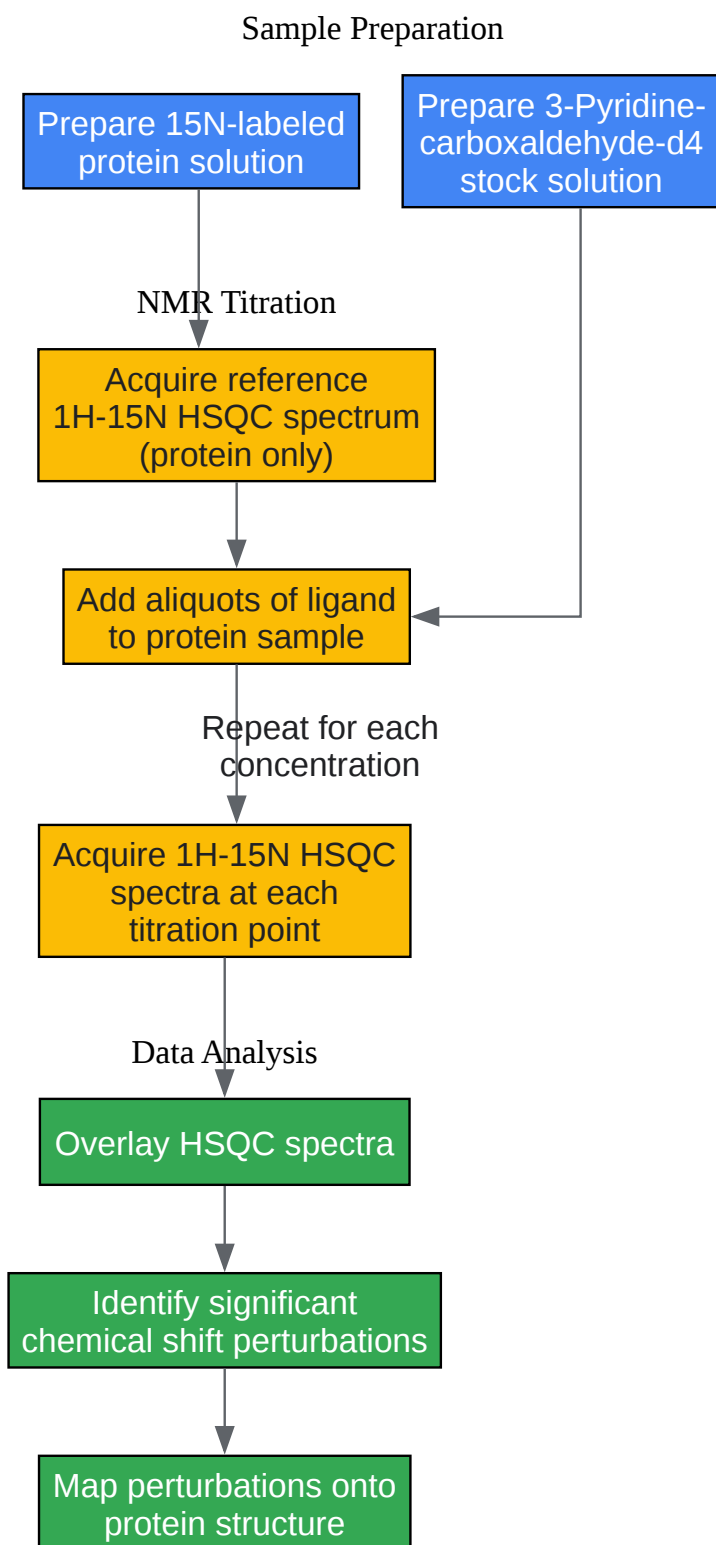 Sample Preparation
Prepare 15N-labeled
protein solution
Prepare 3-Pyridine-
carboxaldehyde-d4
stock solution
NMR Titration
Acquire reference
1H-15N HSQC spectrum
(protein only)
Add aliquots of ligand
to protein sample
Repeat for each
concentration
Acquire 1H-15N HSQC
spectra at each
titration point
Data Analysis
Overlay HSQC spectra
Identify significant
chemical shift perturbations
Map perturbations onto
protein structure